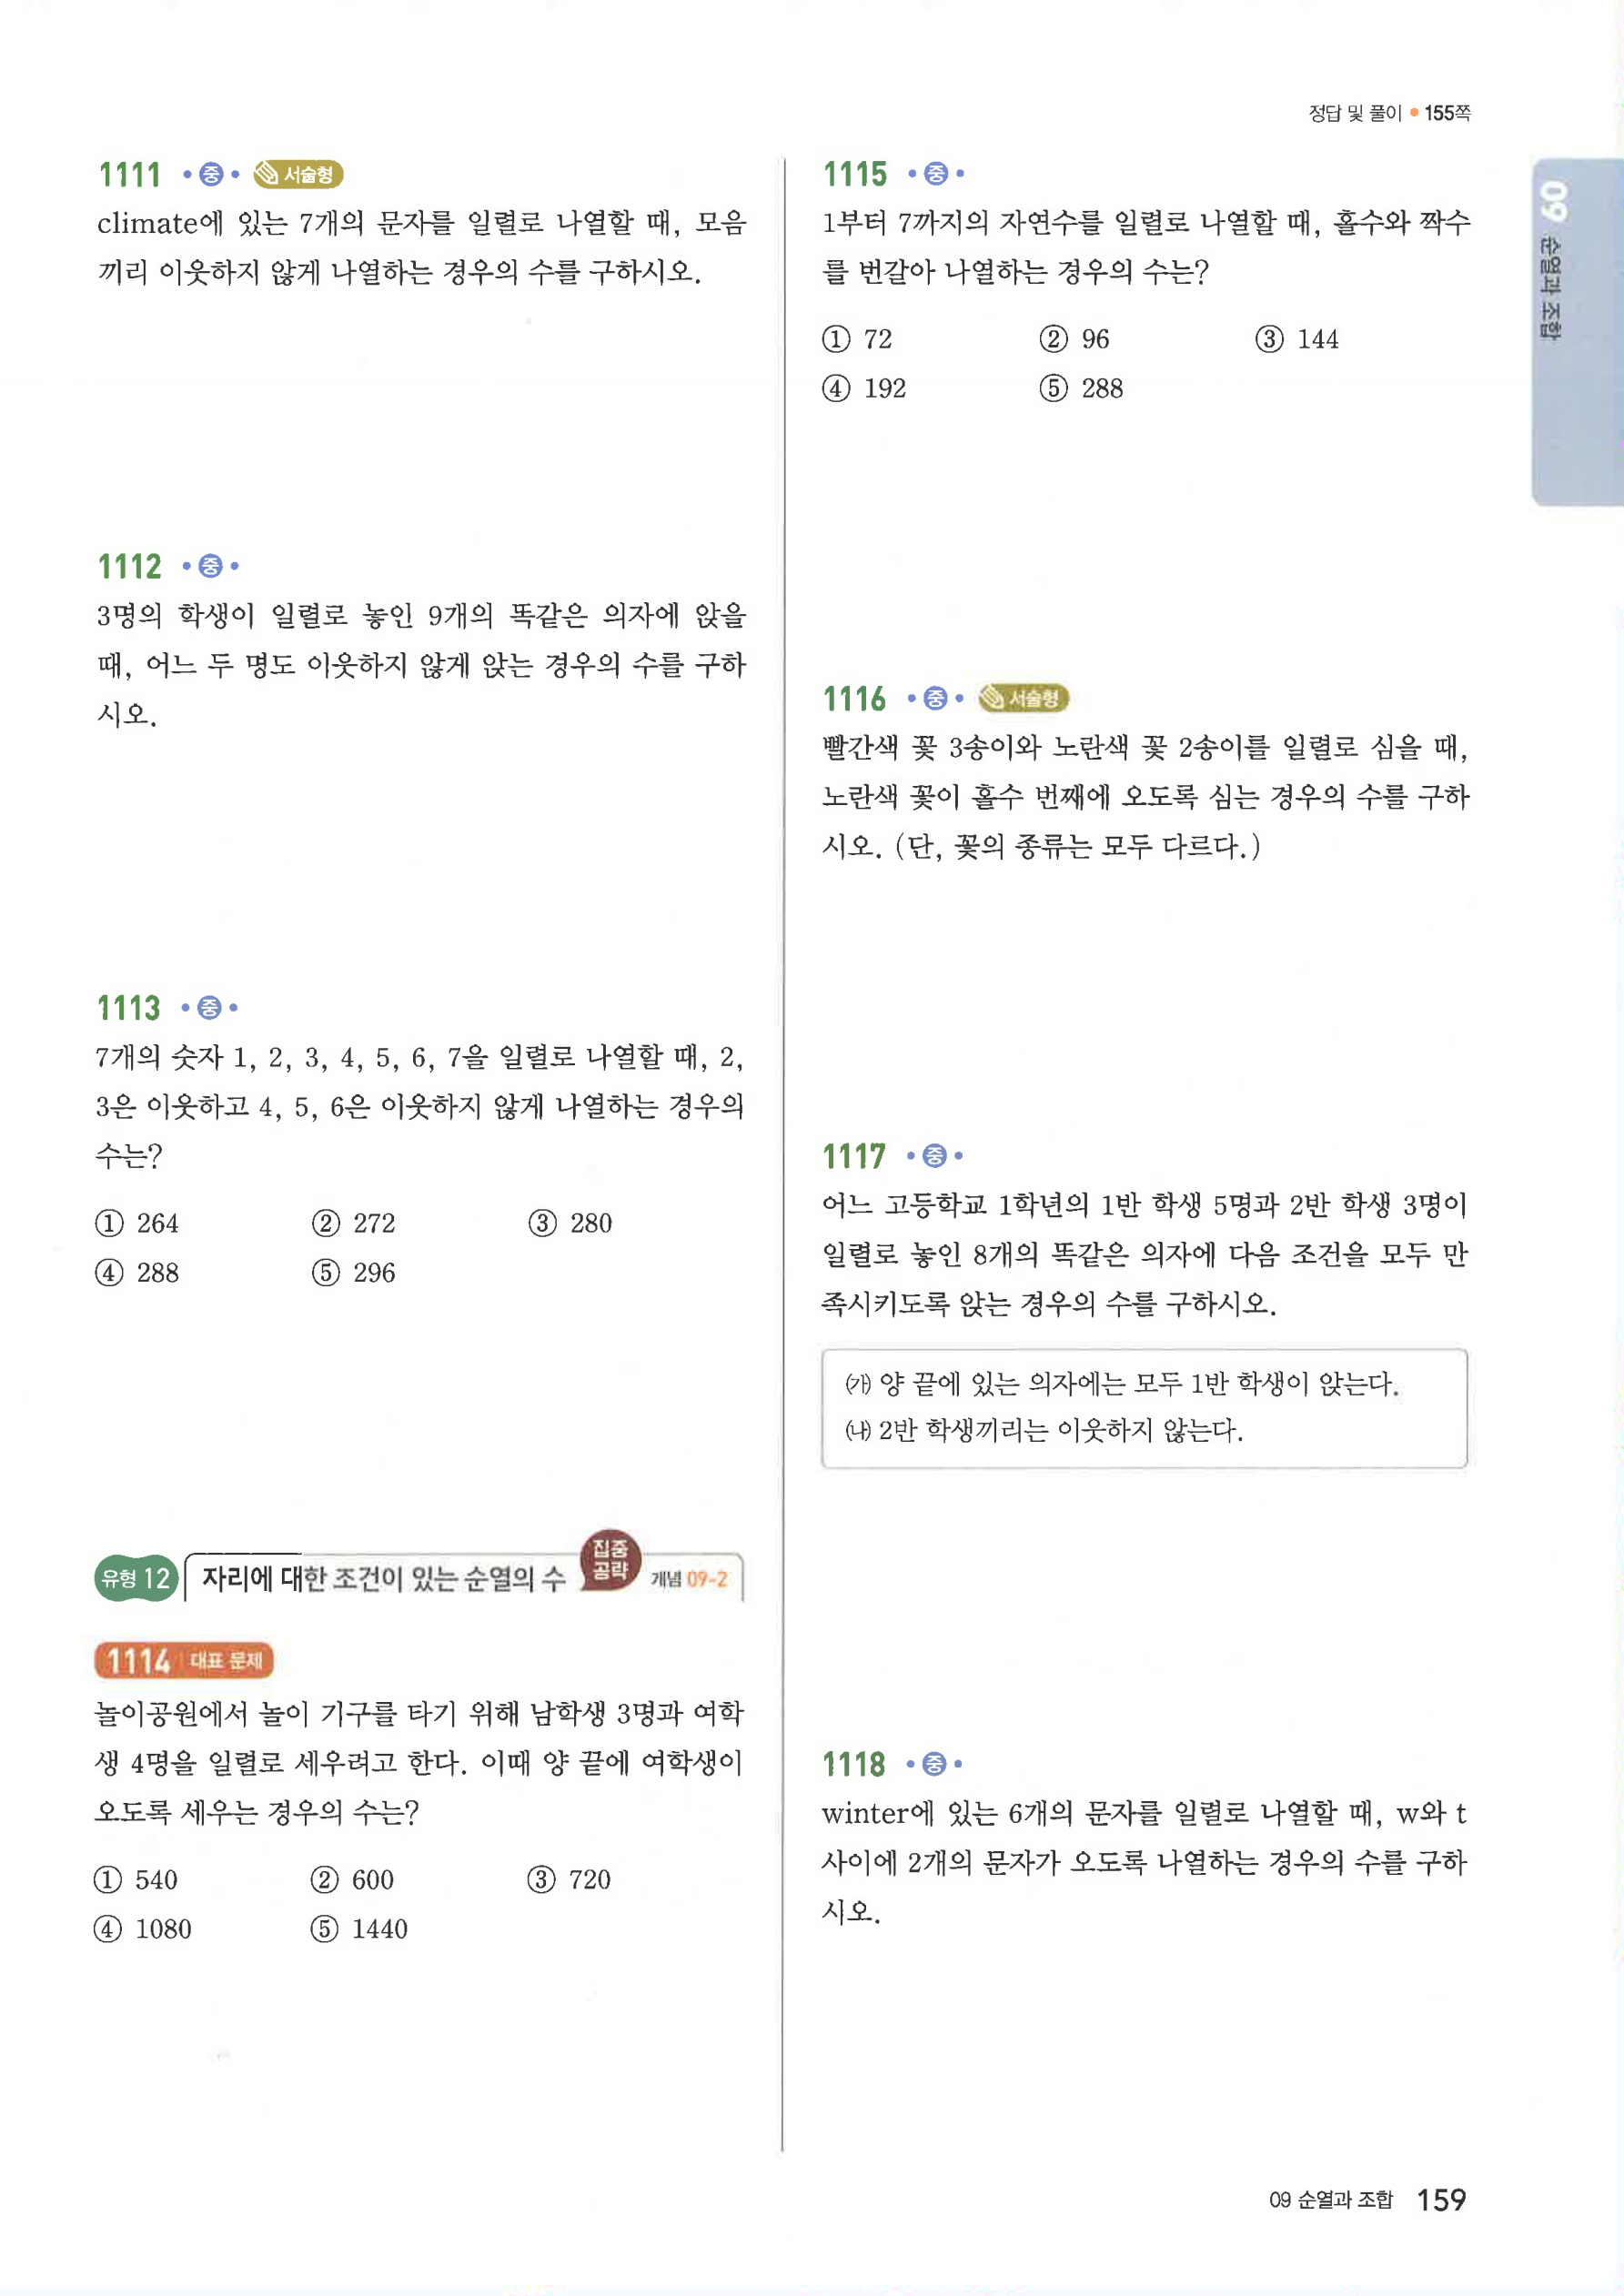 정답 및 풀이 • 155쪽
1111 •중• 서술형
climate에 있는 7개의 문자를 일렬로 나열할 때, 모음
끼리 이웃하지 않게 나열하는 경우의 수를 구하시오.
1112 •중•
3명의 학생이 일렬로 놓인 9개의 똑같은 의자에 앉을
때, 어느 두 명도 이웃하지 않게 앉는 경우의 수를 구하
시오.
1113 •중•
7개의 숫자 1, 2, 3, 4, 5, 6, 7을 일렬로 나열할 때, 2,
3은 이웃하고 4, 5, 6은 이웃하지 않게 나열하는 경우의
수는?
① 264 ② 272 ③ 280
④ 288 ⑤ 296
유형 12 자리에 대한 조건이 있는 순열의 수 집중 공략 개념 09-2
1114 대표 문제
놀이공원에서 놀이 기구를 타기 위해 남학생 3명과 여학
생 4명을 일렬로 세우려고 한다. 이때 양 끝에 여학생이
오도록 세우는 경우의 수는?
① 540 ② 600 ③ 720
④ 1080 ⑤ 1440
1115 •중•
1부터 7까지의 자연수를 일렬로 나열할 때, 홀수와 짝수
를 번갈아 나열하는 경우의 수는?
① 72 ② 96 ③ 144
④ 192 ⑤ 288
1116 •중• 서술형
빨간색 꽃 3송이와 노란색 꽃 2송이를 일렬로 심을 때,
노란색 꽃이 홀수 번째에 오도록 심는 경우의 수를 구하
시오. (단, 꽃의 종류는 모두 다르다.)
1117 •중•
어느 고등학교 1학년의 1반 학생 5명과 2반 학생 3명이
일렬로 놓인 8개의 똑같은 의자에 다음 조건을 모두 만
족시키도록 앉는 경우의 수를 구하시오.
㈎ 양 끝에 있는 의자에는 모두 1반 학생이 앉는다.
㈏ 2반 학생끼리는 이웃하지 않는다.
1118 •중•
winter에 있는 6개의 문자를 일렬로 나열할 때, w와 t
사이에 2개의 문자가 오도록 나열하는 경우의 수를 구하
시오.
09 순열과 조합
09 순열과 조합 159